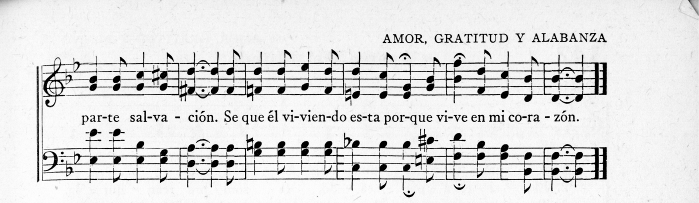 AMOR, GRATITUD Y ALABANZA
par-te sal-va - ción. Se que él vi-vien-do es-ta por-que vi-ve en mi co-ra - zón.